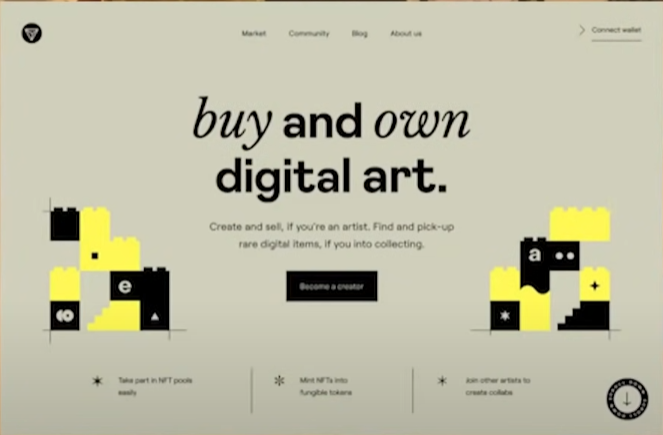 Market Community Blog About us
Connect wallet
buy and own
digital art.
Create and sell, if you're an artist. Find and pick-up
rare digital items, if you into collecting.
Become a creator
e
a
Take part in NFT pools
easily
Mint NFTs into
fungible tokens
Join other artists to
create collabs